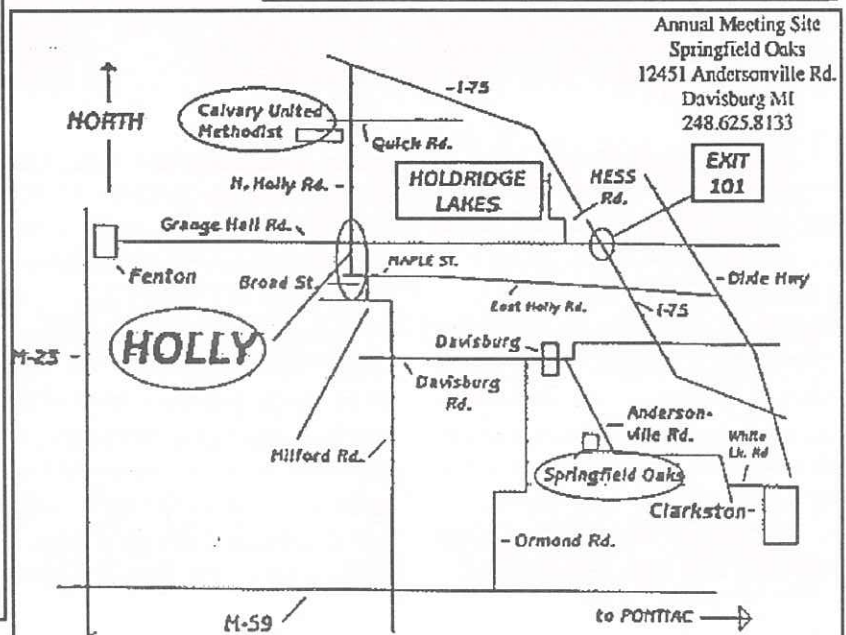 Annual Meeting Site
Springfield Oaks
12451 Andersonville Rd.
Davisburg MI
248.625.8133
I-75
NORTH
Calvary United
Methodist
Quick Rd.
EXIT
101
HOLDRIDGE
LAKES
HESS
Rd.
N. Holly Rd.
Grange Hall Rd.
Fenton
MAPLE ST.
Broad St.
Dixie Hwy
East Holly Rd.
I-75
HOLLY
M-23
Davisburg
Davisburg
Rd.
Anderson-
ville Rd.
White
Lk. Rd
Milford Rd.
Springfield Oaks
Clarkston
Ormond Rd.
M-59
to PONTIAC